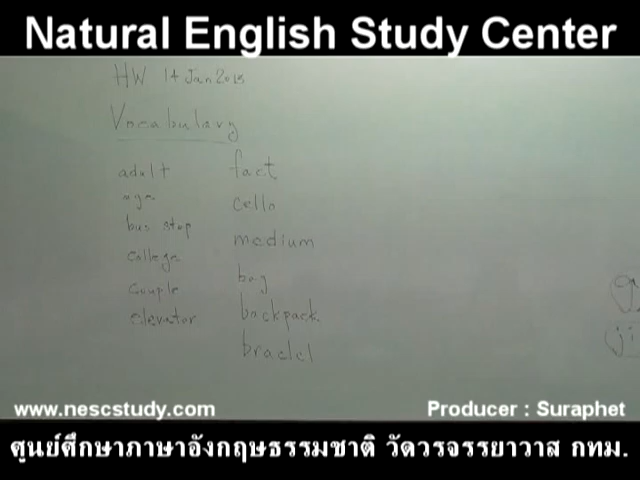 Natural English Study Center
HW 14 Jan 2013
Vocabulary
adult fact
age cello
bus stop medium
college bag
couple backpack
elevator
www.nescstudy.com
Producer : Suraphet
ศูนย์ศึกษาภาษาอังกฤษธรรมชาติ วัดวรจรรยาวาส กทม.